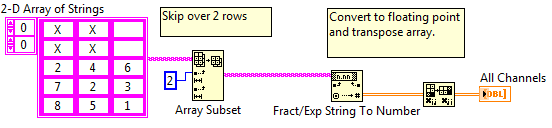 2-D Array of Strings
0
0
X X
X X
2 4 6
7 2 3
8 5 1
Skip over 2 rows
2
Array Subset
Convert to floating point
and transpose array.
n.nn
Fract/Exp String To Number
All Channels
DBL